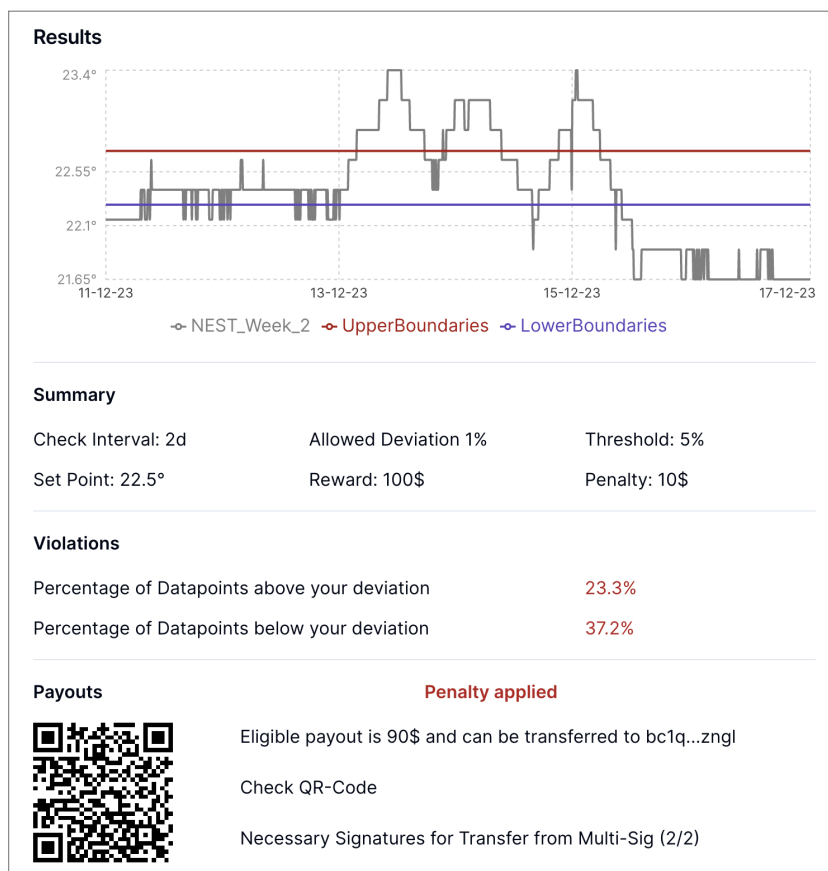 Results
23.4°
22.55°
22.1°
21.65°
11-12-23 13-12-23 15-12-23 17-12-23
NEST_Week_2 UpperBoundaries LowerBoundaries
Summary
Check Interval: 2d Allowed Deviation 1% Threshold: 5%
Set Point: 22.5° Reward: 100$ Penalty: 10$
Violations
Percentage of Datapoints above your deviation 23.3%
Percentage of Datapoints below your deviation 37.2%
Payouts Penalty applied
Eligible payout is 90$ and can be transferred to bc1q...zngl
Check QR-Code
Necessary Signatures for Transfer from Multi-Sig (2/2)